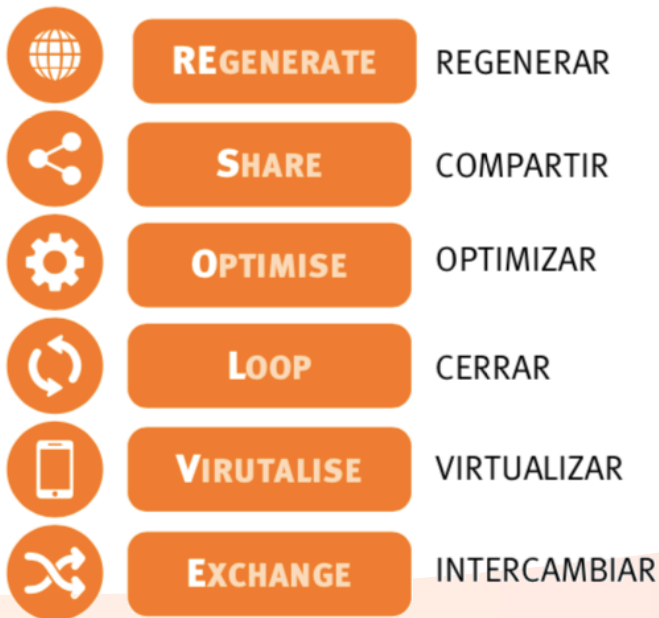 REGENERATE REGENERAR
SHARE COMPARTIR
OPTIMISE OPTIMIZAR
LOOP CERRAR
VIRUTALISE VIRTUALIZAR
EXCHANGE INTERCAMBIAR